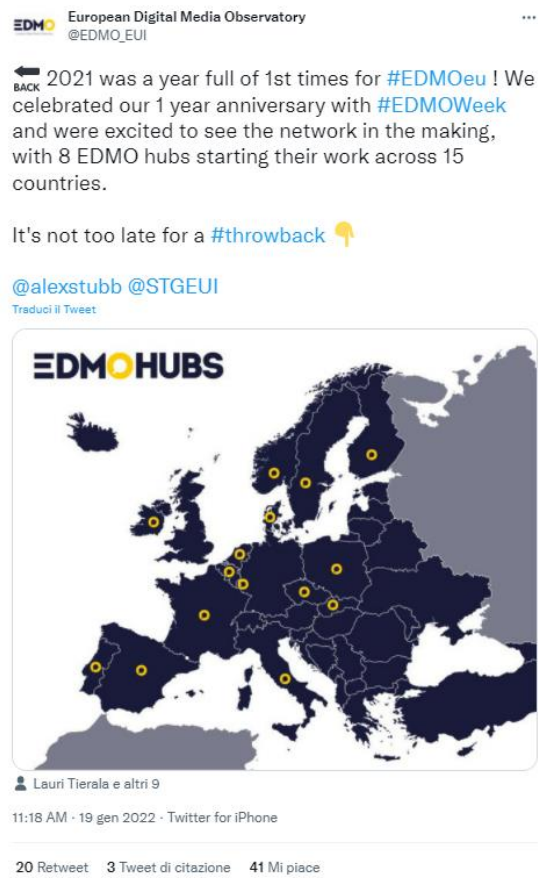 EDMO
European Digital Media Observatory
@EDMO_EUI
BACK 2021 was a year full of 1st times for #EDMOeu ! We
celebrated our 1 year anniversary with #EDMOWeek
and were excited to see the network in the making,
with 8 EDMO hubs starting their work across 15
countries.
It's not too late for a #throwback
@alexstubb @STGEUI
Traduci il Tweet
EDMOHUBS
Lauri Tierala e altri 9
11:18 AM · 19 gen 2022 · Twitter for iPhone
20 Retweet 3 Tweet di citazione 41 Mi piace